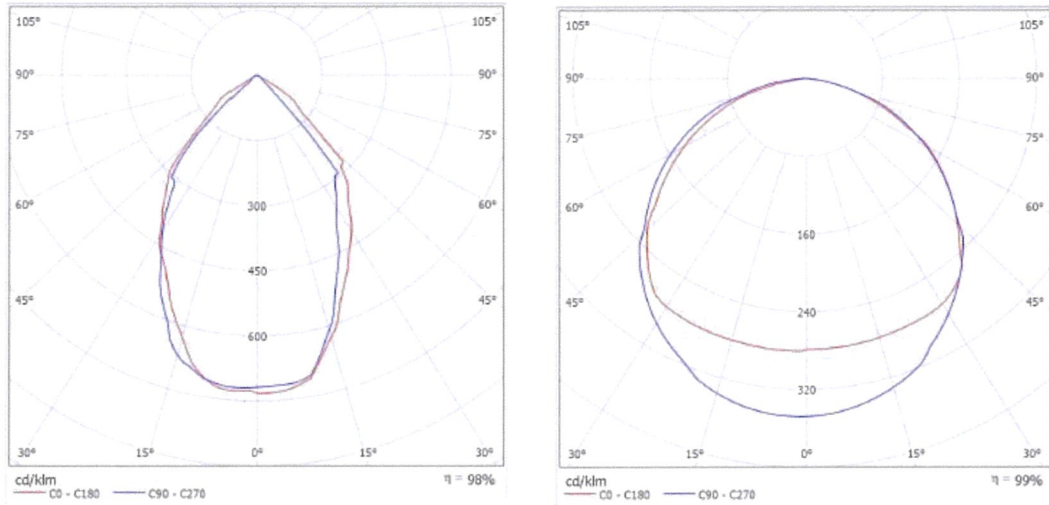 105° 105°
90° 90°
75° 75°
60° 60°
45° 45°
300
450
600
30° 15° 0° 15° 30°
cd/klm η = 98%
C0 - C180 C90 - C270
105° 105°
90° 90°
75° 75°
60° 60°
45° 45°
160
240
320
30° 15° 0° 15° 30°
cd/klm η = 99%
C0 - C180 C90 - C270